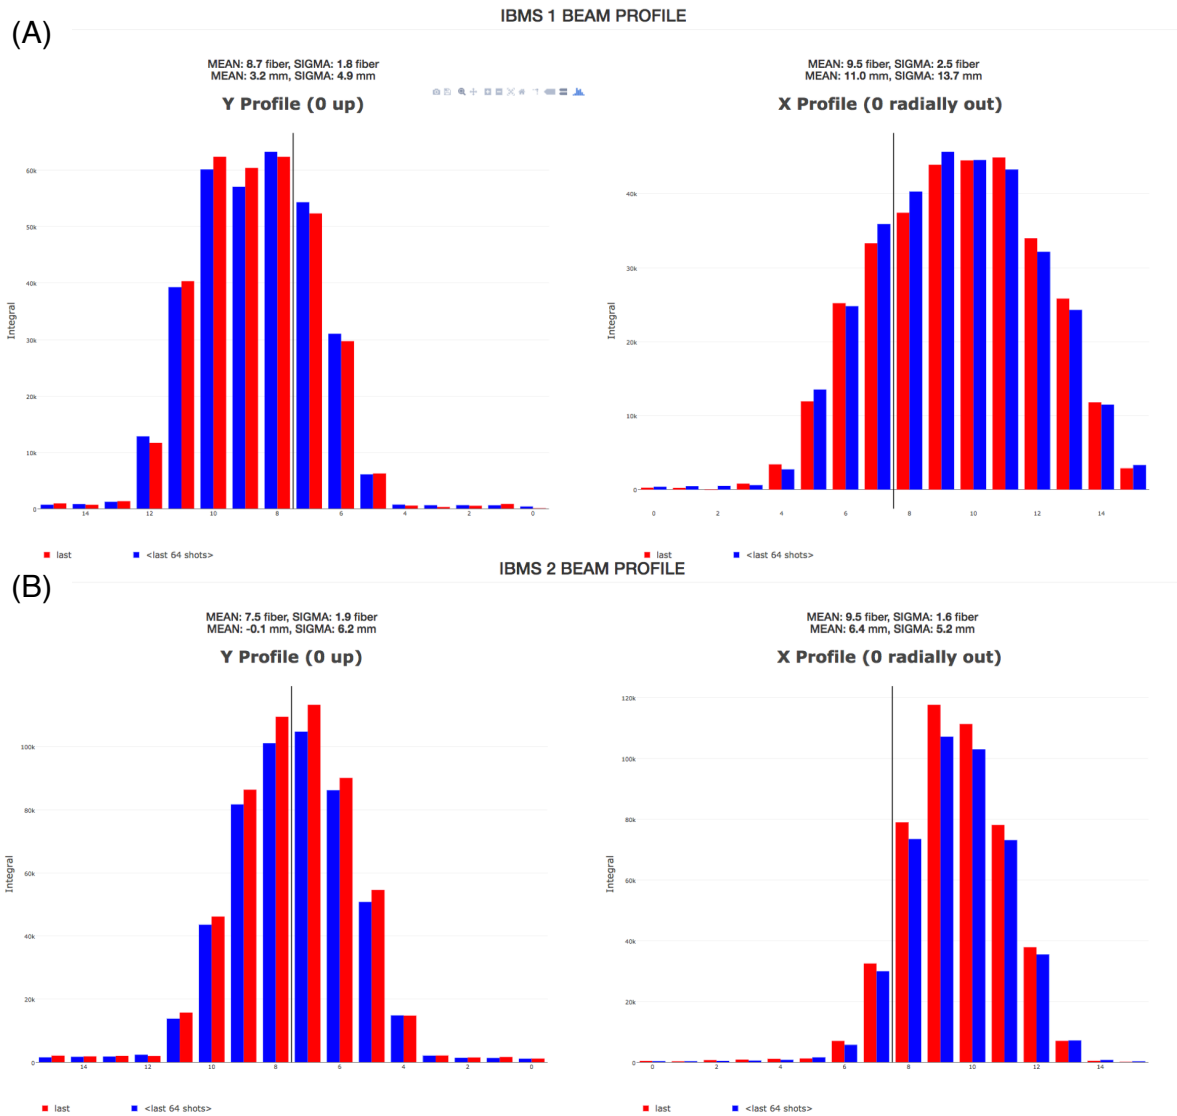 (A)
IBMS 1 BEAM PROFILE
MEAN: 8.7 fiber, SIGMA: 1.8 fiber
MEAN: 3.2 mm, SIGMA: 4.9 mm
Y Profile (0 up)
Integral
60k
50k
40k
30k
20k
10k
0
14 12 10 8 6 4 2 0
last <last 64 shots>
MEAN: 9.5 fiber, SIGMA: 2.5 fiber
MEAN: 11.0 mm, SIGMA: 13.7 mm
X Profile (0 radially out)
Integral
40k
30k
20k
10k
0
0 2 4 6 8 10 12 14
last <last 64 shots>
(B)
IBMS 2 BEAM PROFILE
MEAN: 7.5 fiber, SIGMA: 1.9 fiber
MEAN: -0.1 mm, SIGMA: 6.2 mm
Y Profile (0 up)
Integral
100k
80k
60k
40k
20k
0
14 12 10 8 6 4 2 0
last <last 64 shots>
MEAN: 9.5 fiber, SIGMA: 1.6 fiber
MEAN: 6.4 mm, SIGMA: 5.2 mm
X Profile (0 radially out)
Integral
120k
100k
80k
60k
40k
20k
0
0 2 4 6 8 10 12 14
last <last 64 shots>